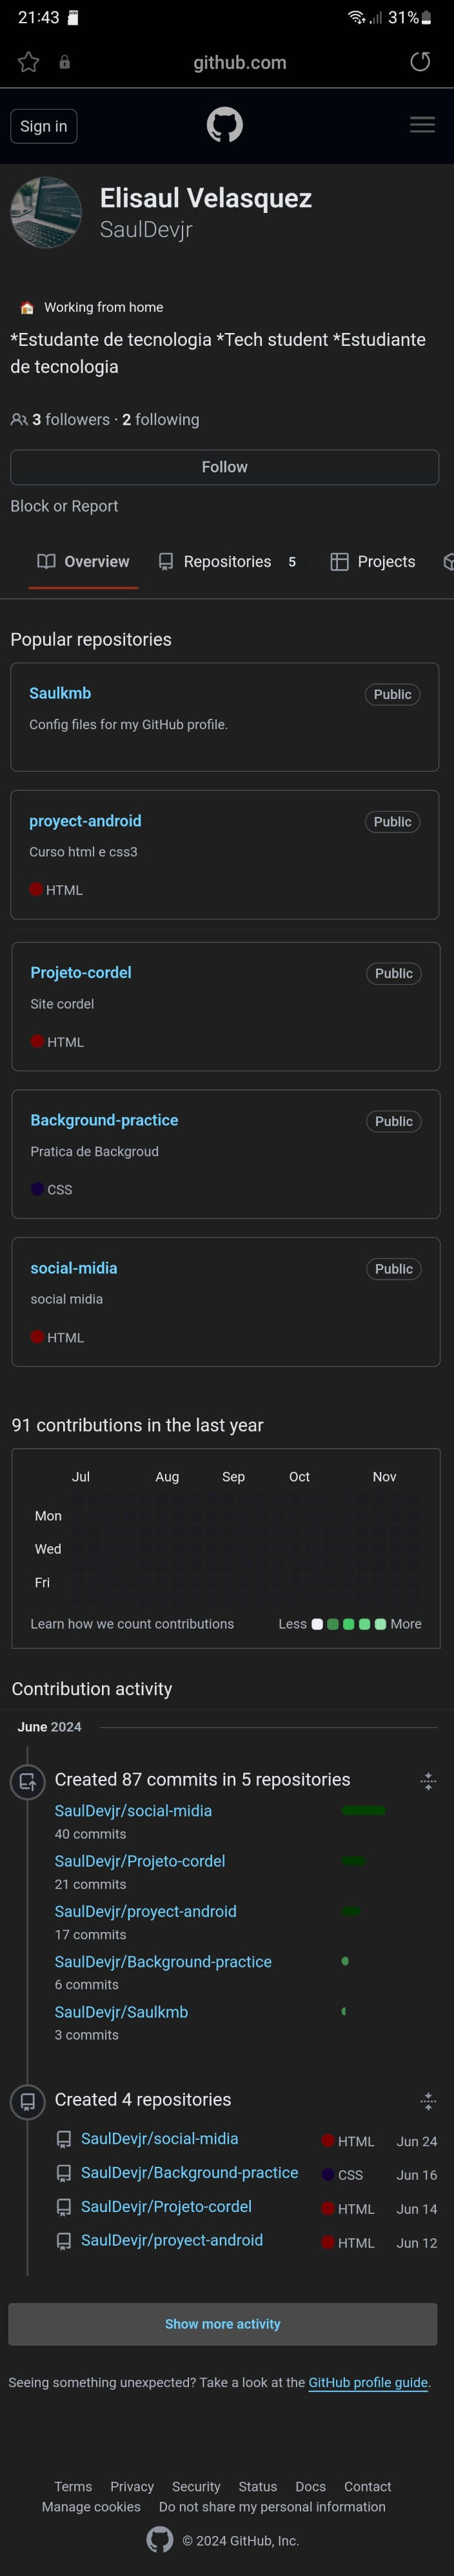 21:43 31%
github.com
Sign in
Elisaul Velasquez
SaulDevjr
Working from home
*Estudante de tecnologia *Tech student *Estudiante
de tecnologia
3 followers · 2 following
Follow
Block or Report
Overview Repositories 5 Projects
Popular repositories
Saulkmb Public
Config files for my GitHub profile.
proyect-android Public
Curso html e css3
HTML
Projeto-cordel Public
Site cordel
HTML
Background-practice Public
Pratica de Backgroud
CSS
social-midia Public
social midia
HTML
91 contributions in the last year
Jul Aug Sep Oct Nov
Mon
Wed
Fri
Learn how we count contributions Less More
Contribution activity
June 2024
Created 87 commits in 5 repositories
SaulDevjr/social-midia
40 commits
SaulDevjr/Projeto-cordel
21 commits
SaulDevjr/proyect-android
17 commits
SaulDevjr/Background-practice
6 commits
SaulDevjr/Saulkmb
3 commits
Created 4 repositories
SaulDevjr/social-midia HTML Jun 24
SaulDevjr/Background-practice CSS Jun 16
SaulDevjr/Projeto-cordel HTML Jun 14
SaulDevjr/proyect-android HTML Jun 12
Show more activity
Seeing something unexpected? Take a look at the GitHub profile guide.
Terms Privacy Security Status Docs Contact
Manage cookies Do not share my personal information
© 2024 GitHub, Inc.